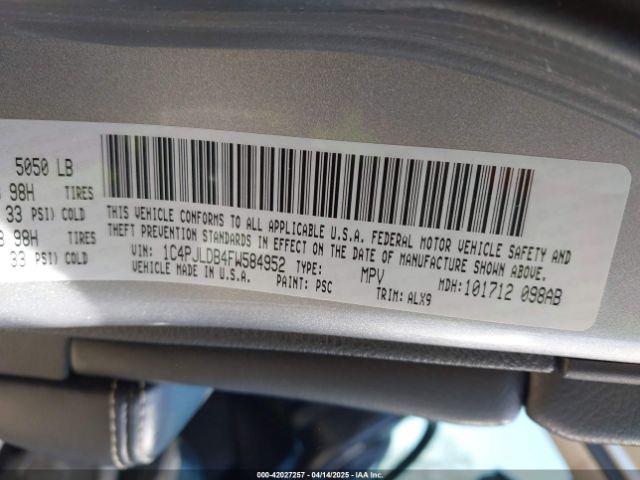 5050 LB
98H TIRES
33 PSI) COLD
98H TIRES
33 PSI) COLD
THIS VEHICLE CONFORMS TO ALL APPLICABLE U.S.A. FEDERAL MOTOR VEHICLE SAFETY AND
THEFT PREVENTION STANDARDS IN EFFECT ON THE DATE OF MANUFACTURE SHOWN ABOVE.
VIN: 1C4PJLDB4FW584952 TYPE: MPV MDH:101712 098AB
VEHICLE MADE IN U.S.A. PAINT: PSC TRIM: ALX9
000-42027257 - 04/14/2025 - IAA Inc.